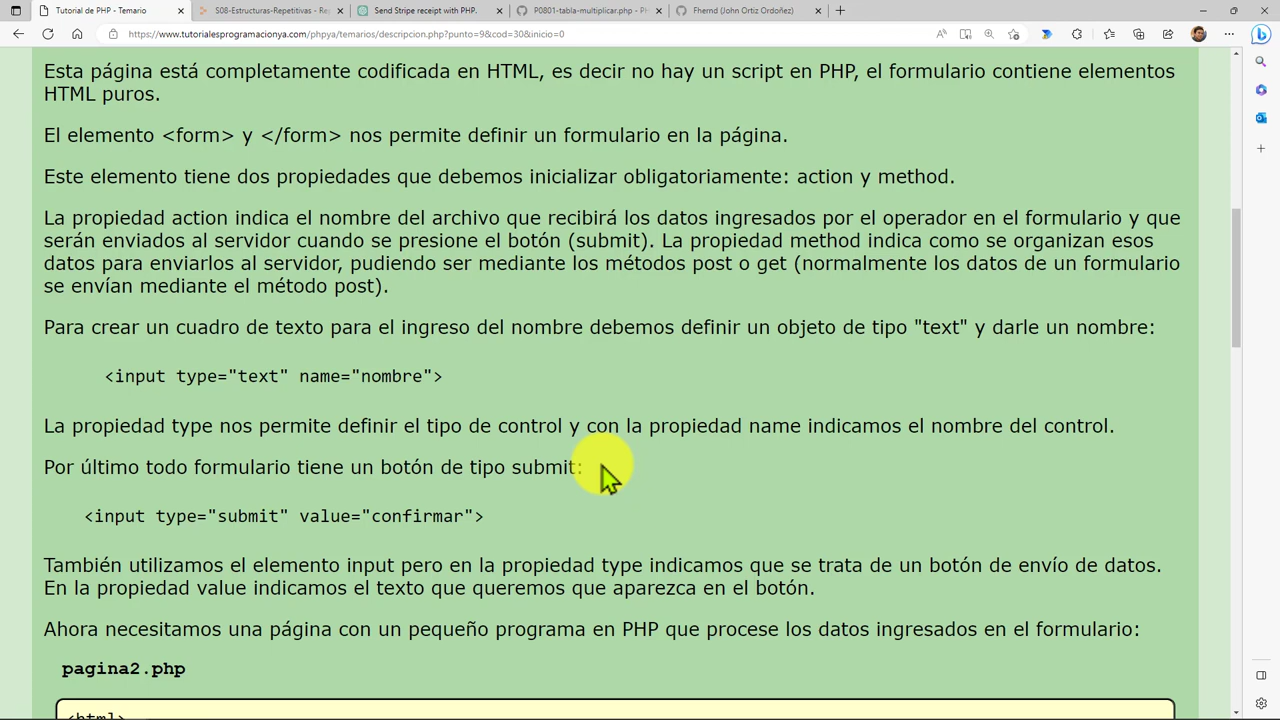 Tutorial de PHP - Temario
S08-Estructuras-Repetitivas - Re
Send Stripe receipt with PHP.
P0801-tabla-multiplicar.php - PH
Fhernd (John Ortiz Ordoñez)
https://www.tutorialesprogramacionya.com/phpya/temarios/descripcion.php?punto=9&cod=30&inicio=0
Esta página está completamente codificada en HTML, es decir no hay un script en PHP, el formulario contiene elementos
HTML puros.
El elemento <form> y </form> nos permite definir un formulario en la página.
Este elemento tiene dos propiedades que debemos inicializar obligatoriamente: action y method.
La propiedad action indica el nombre del archivo que recibirá los datos ingresados por el operador en el formulario y que
serán enviados al servidor cuando se presione el botón (submit). La propiedad method indica como se organizan esos
datos para enviarlos al servidor, pudiendo ser mediante los métodos post o get (normalmente los datos de un formulario
se envían mediante el método post).
Para crear un cuadro de texto para el ingreso del nombre debemos definir un objeto de tipo "text" y darle un nombre:
<input type="text" name="nombre">
La propiedad type nos permite definir el tipo de control y con la propiedad name indicamos el nombre del control.
Por último todo formulario tiene un botón de tipo submit:
<input type="submit" value="confirmar">
También utilizamos el elemento input pero en la propiedad type indicamos que se trata de un botón de envío de datos.
En la propiedad value indicamos el texto que queremos que aparezca en el botón.
Ahora necesitamos una página con un pequeño programa en PHP que procese los datos ingresados en el formulario:
pagina2.php
<html>